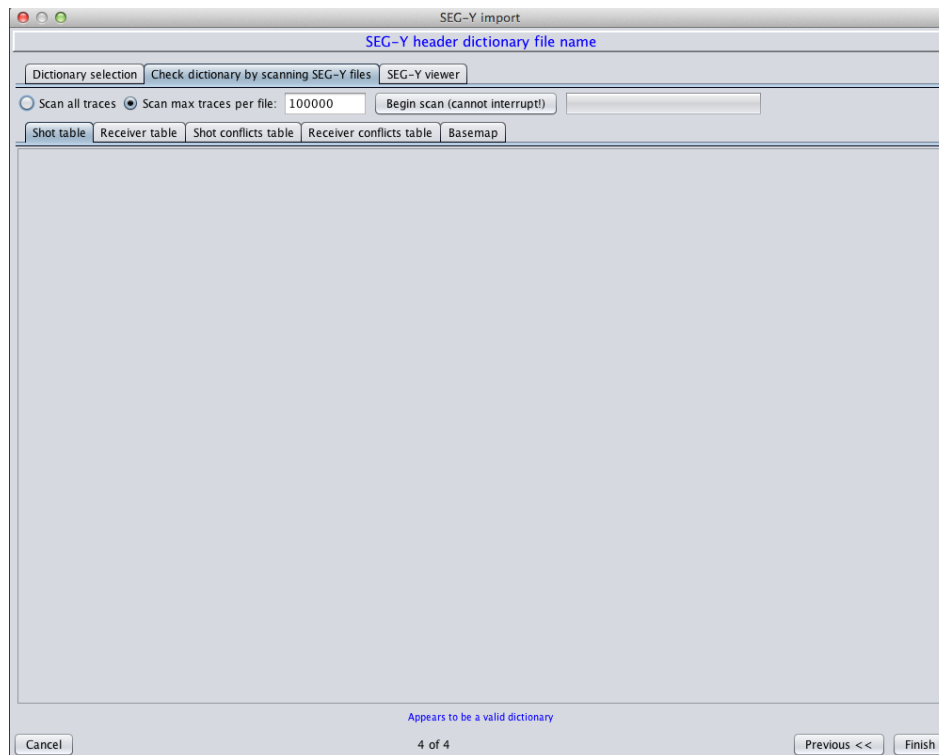 SEG-Y import
SEG-Y header dictionary file name
Dictionary selection Check dictionary by scanning SEG-Y files SEG-Y viewer
Scan all traces Scan max traces per file: 100000 Begin scan (cannot interrupt!)
Shot table Receiver table Shot conflicts table Receiver conflicts table Basemap
Appears to be a valid dictionary
Cancel 4 of 4 Previous << Finish